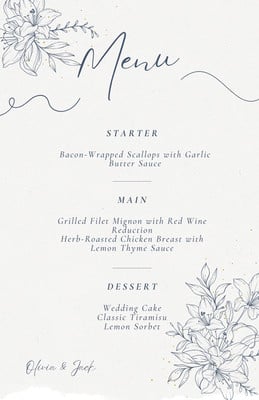 Menu
STARTER
Bacon-Wrapped Scallops with Garlic
Butter Sauce
MAIN
Grilled Filet Mignon with Red Wine
Reduction
Herb-Roasted Chicken Breast with
Lemon Thyme Sauce
DESSERT
Wedding Cake
Classic Tiramisu
Lemon Sorbet
Olivia & Jack